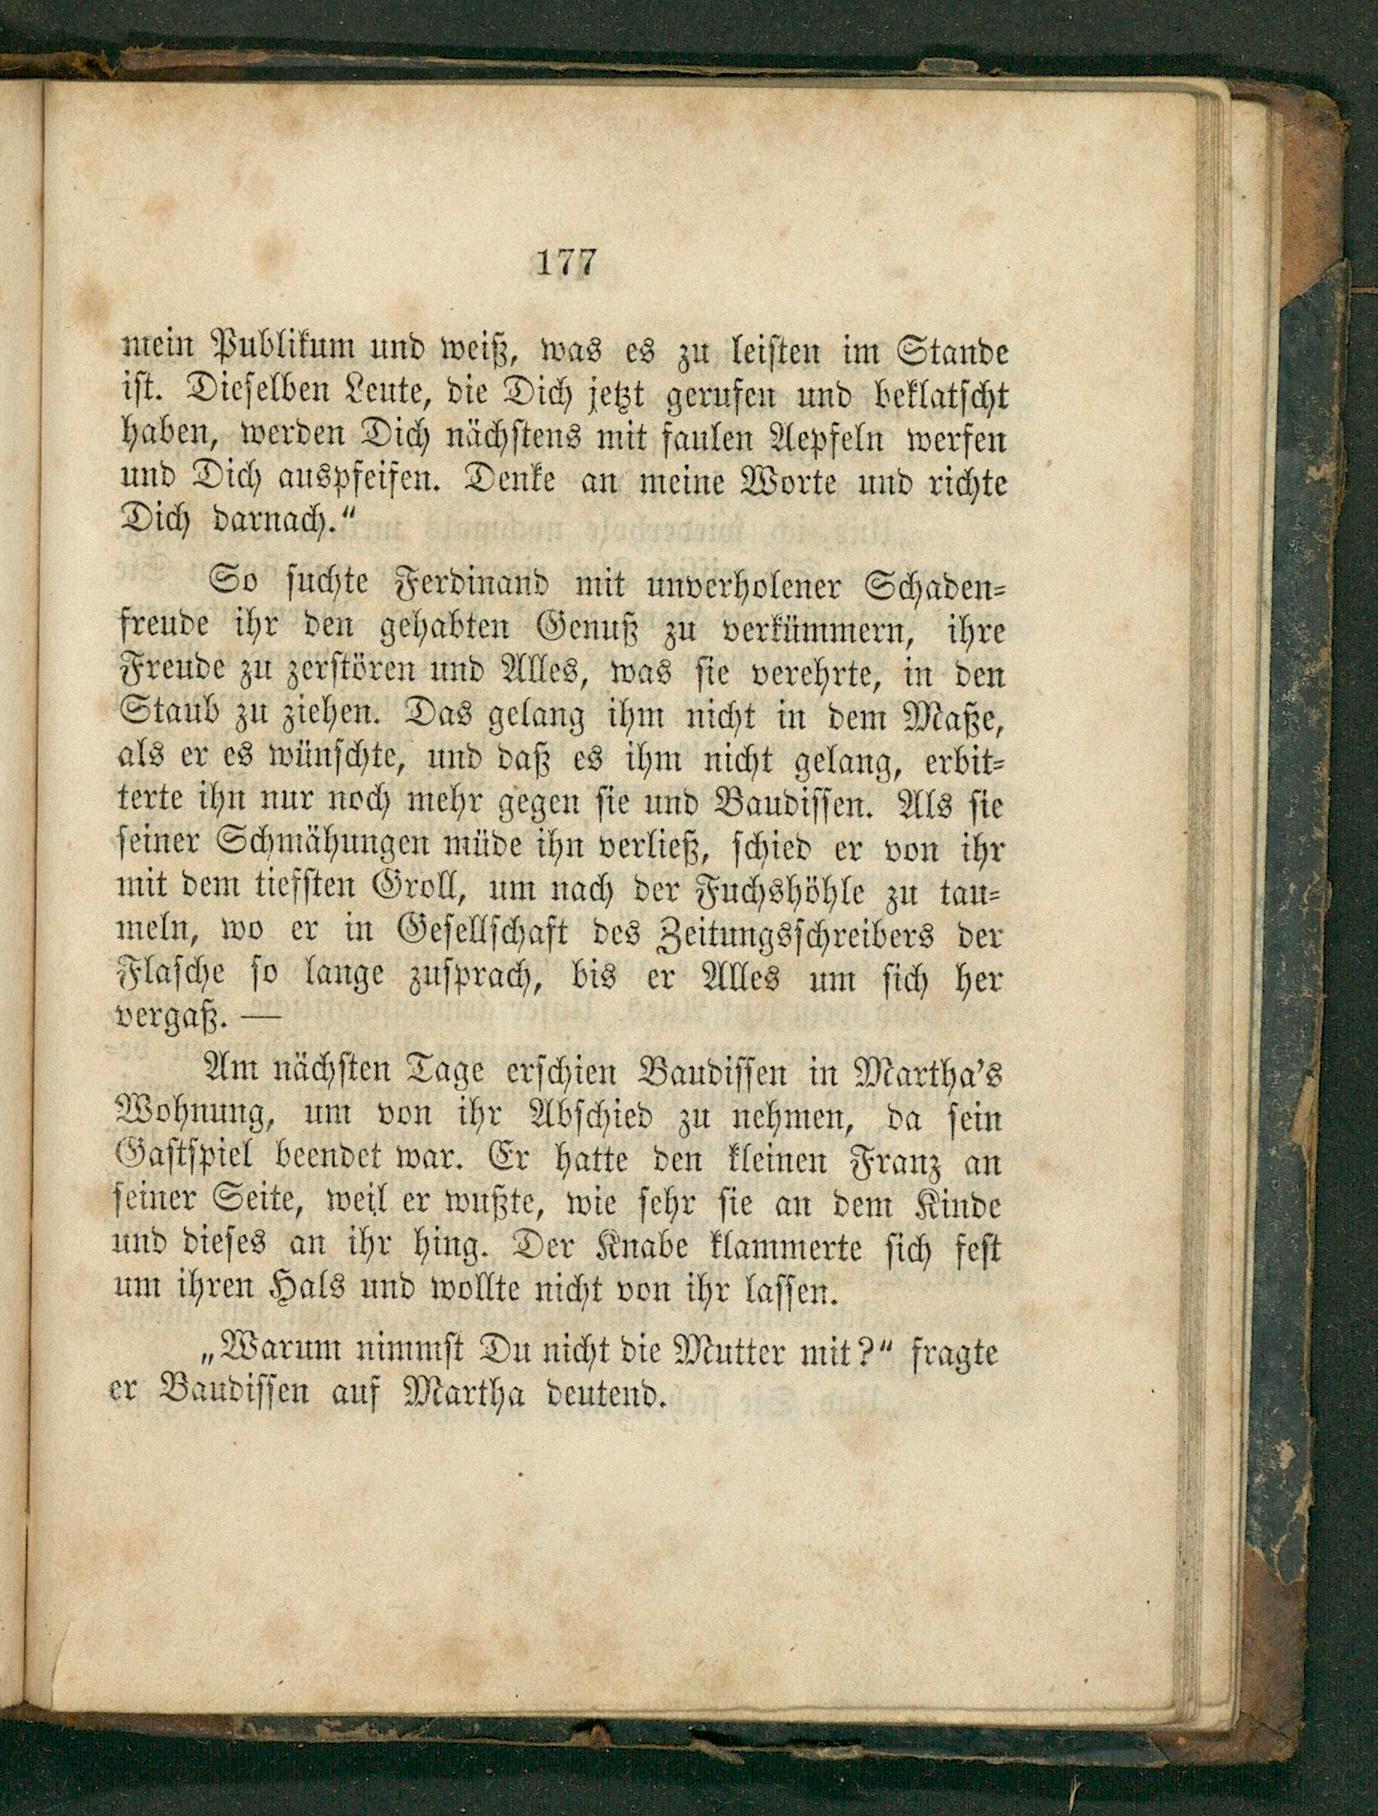 177
mein Publikum und weiß, was es zu leisten im Stande
ist. Dieselben Leute, die Dich jetzt gerufen und beklatscht
haben, werden Dich nächstens mit faulen Aepfeln werfen
und Dich auspfeifen. Denke an meine Worte und richte
Dich darnach.“
So suchte Ferdinand mit unverholener Schaden-
freude ihr den gehabten Genuß zu verkümmern, ihre
Freude zu zerstören und Alles, was sie verehrte, in den
Staub zu ziehen. Das gelang ihm nicht in dem Maße,
als er es wünschte, und daß es ihm nicht gelang, erbit-
terte ihn nur noch mehr gegen sie und Baudissen. Als sie
seiner Schmähungen müde ihn verließ, schied er von ihr
mit dem tiefsten Groll, um nach der Fuchshöhle zu tau-
meln, wo er in Gesellschaft des Zeitungsschreibers der
Flasche so lange zusprach, bis er Alles um sich her
vergaß. —
Am nächsten Tage erschien Baudissen in Martha’s
Wohnung, um von ihr Abschied zu nehmen, da sein
Gastspiel beendet war. Er hatte den kleinen Franz an
seiner Seite, weil er wußte, wie sehr sie an dem Kinde
und dieses an ihr hing. Der Knabe klammerte sich fest
um ihren Hals und wollte nicht von ihr lassen.
„Warum nimmst Du nicht die Mutter mit?“ fragte
er Baudissen auf Martha deutend.